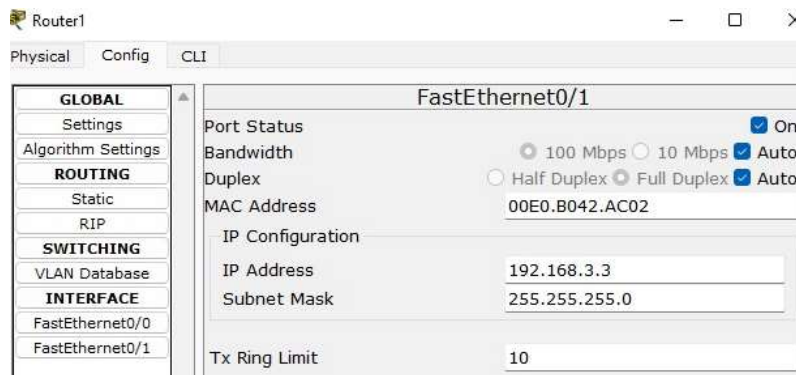 Router1
Physical Config CLI
GLOBAL
Settings
Algorithm Settings
ROUTING
Static
RIP
SWITCHING
VLAN Database
INTERFACE
FastEthernet0/0
FastEthernet0/1
FastEthernet0/1
Port Status On
Bandwidth 100 Mbps 10 Mbps Auto
Duplex Half Duplex Full Duplex Auto
MAC Address 00E0.B042.AC02
IP Configuration
IP Address 192.168.3.3
Subnet Mask 255.255.255.0
Tx Ring Limit 10